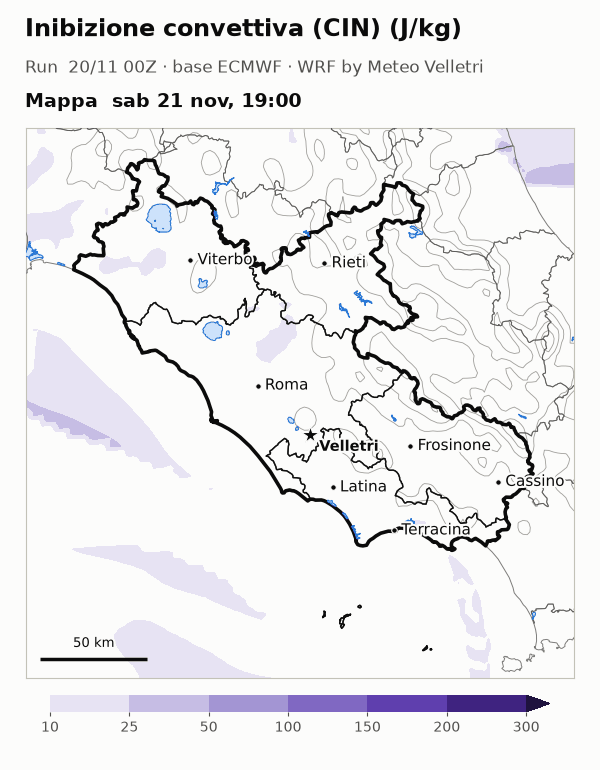 Inibizione convettiva (CIN) (J/kg)
Run  20/11 00Z · base ECMWF · WRF by Meteo Velletri
Mappa  sab 21 nov, 19:00
Viterbo
Rieti
Roma
Velletri
Frosinone
Cassino
Latina
Terracina
50 km
10 25 50 100 150 200 300